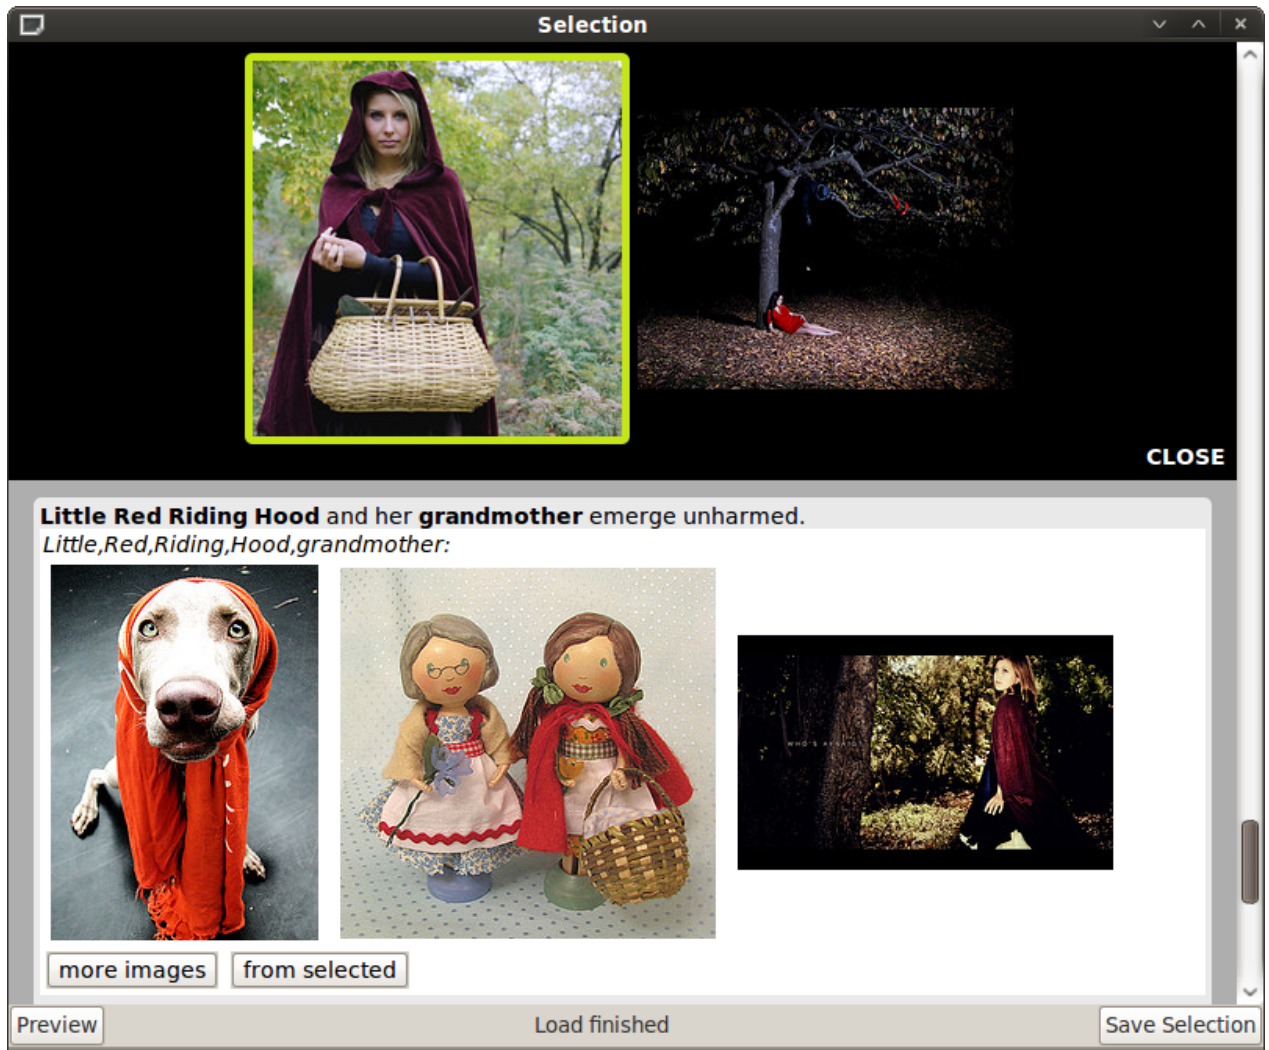 Selection
CLOSE
Little Red Riding Hood and her grandmother emerge unharmed.
Little,Red,Riding,Hood,grandmother:
WHO'S
more images
from selected
Preview
Load finished
Save Selection